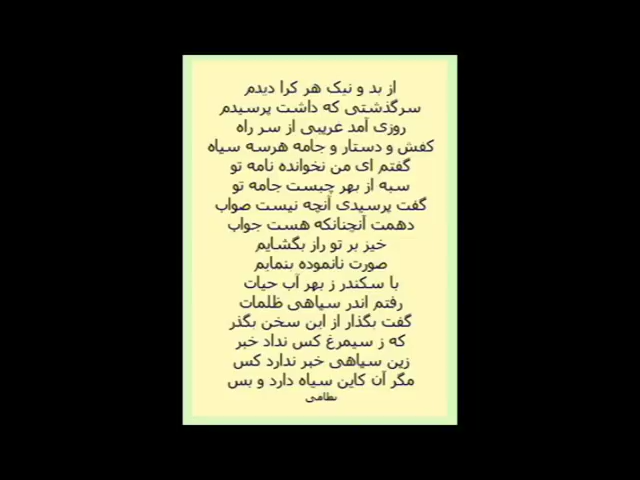 از بد و نیک هر کرا دیدم
سرگذشتی که داشت پرسیدم
روزی آمد غریبی از سر راه
کفش و دستار و جامه هرسه سیاه
گفتم ای من نخوانده نامه تو
سیه از بهر چیست جامه تو
گفت پرسیدی آنچه نیست صواب
دهمت آنچنانکه هست جواب
خیز بر تو راز بگشایم
صورت نانموده بنمایم
با سکندر ز بهر آب حیات
رفتم اندر سیاهی ظلمات
گفت بگذار از این سخن بگذر
که ز سیمرغ کس نداد خبر
زین سیاهی خبر ندارد کس
مگر آن کاین سیاه دارد و بس
نظامی